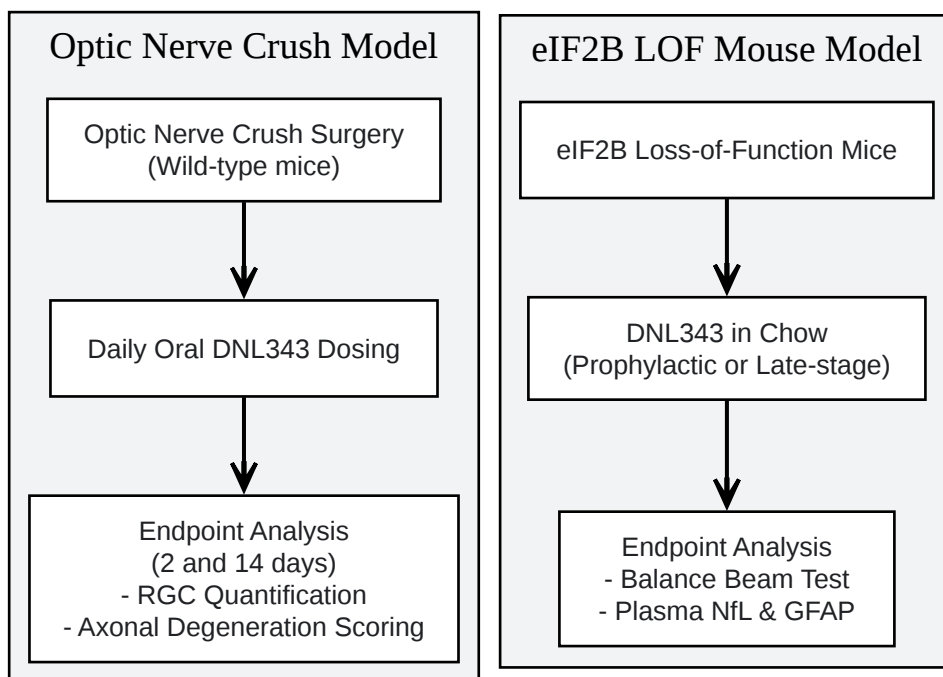 Optic Nerve Crush Model
Optic Nerve Crush Surgery
(Wild-type mice)
Daily Oral DNL343 Dosing
Endpoint Analysis
(2 and 14 days)
- RGC Quantification
- Axonal Degeneration Scoring
eIF2B LOF Mouse Model
eIF2B Loss-of-Function Mice
DNL343 in Chow
(Prophylactic or Late-stage)
Endpoint Analysis
- Balance Beam Test
- Plasma NfL & GFAP